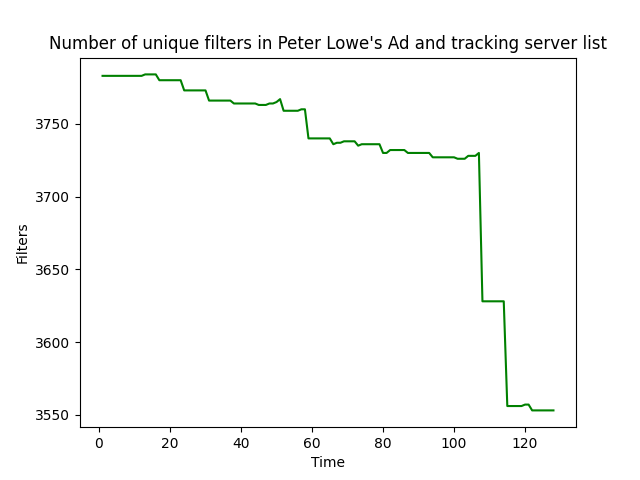 Number of unique filters in Peter Lowe's Ad and tracking server list
3750
3700
3650
3600
3550
Filters
0 20 40 60 80 100 120
Time